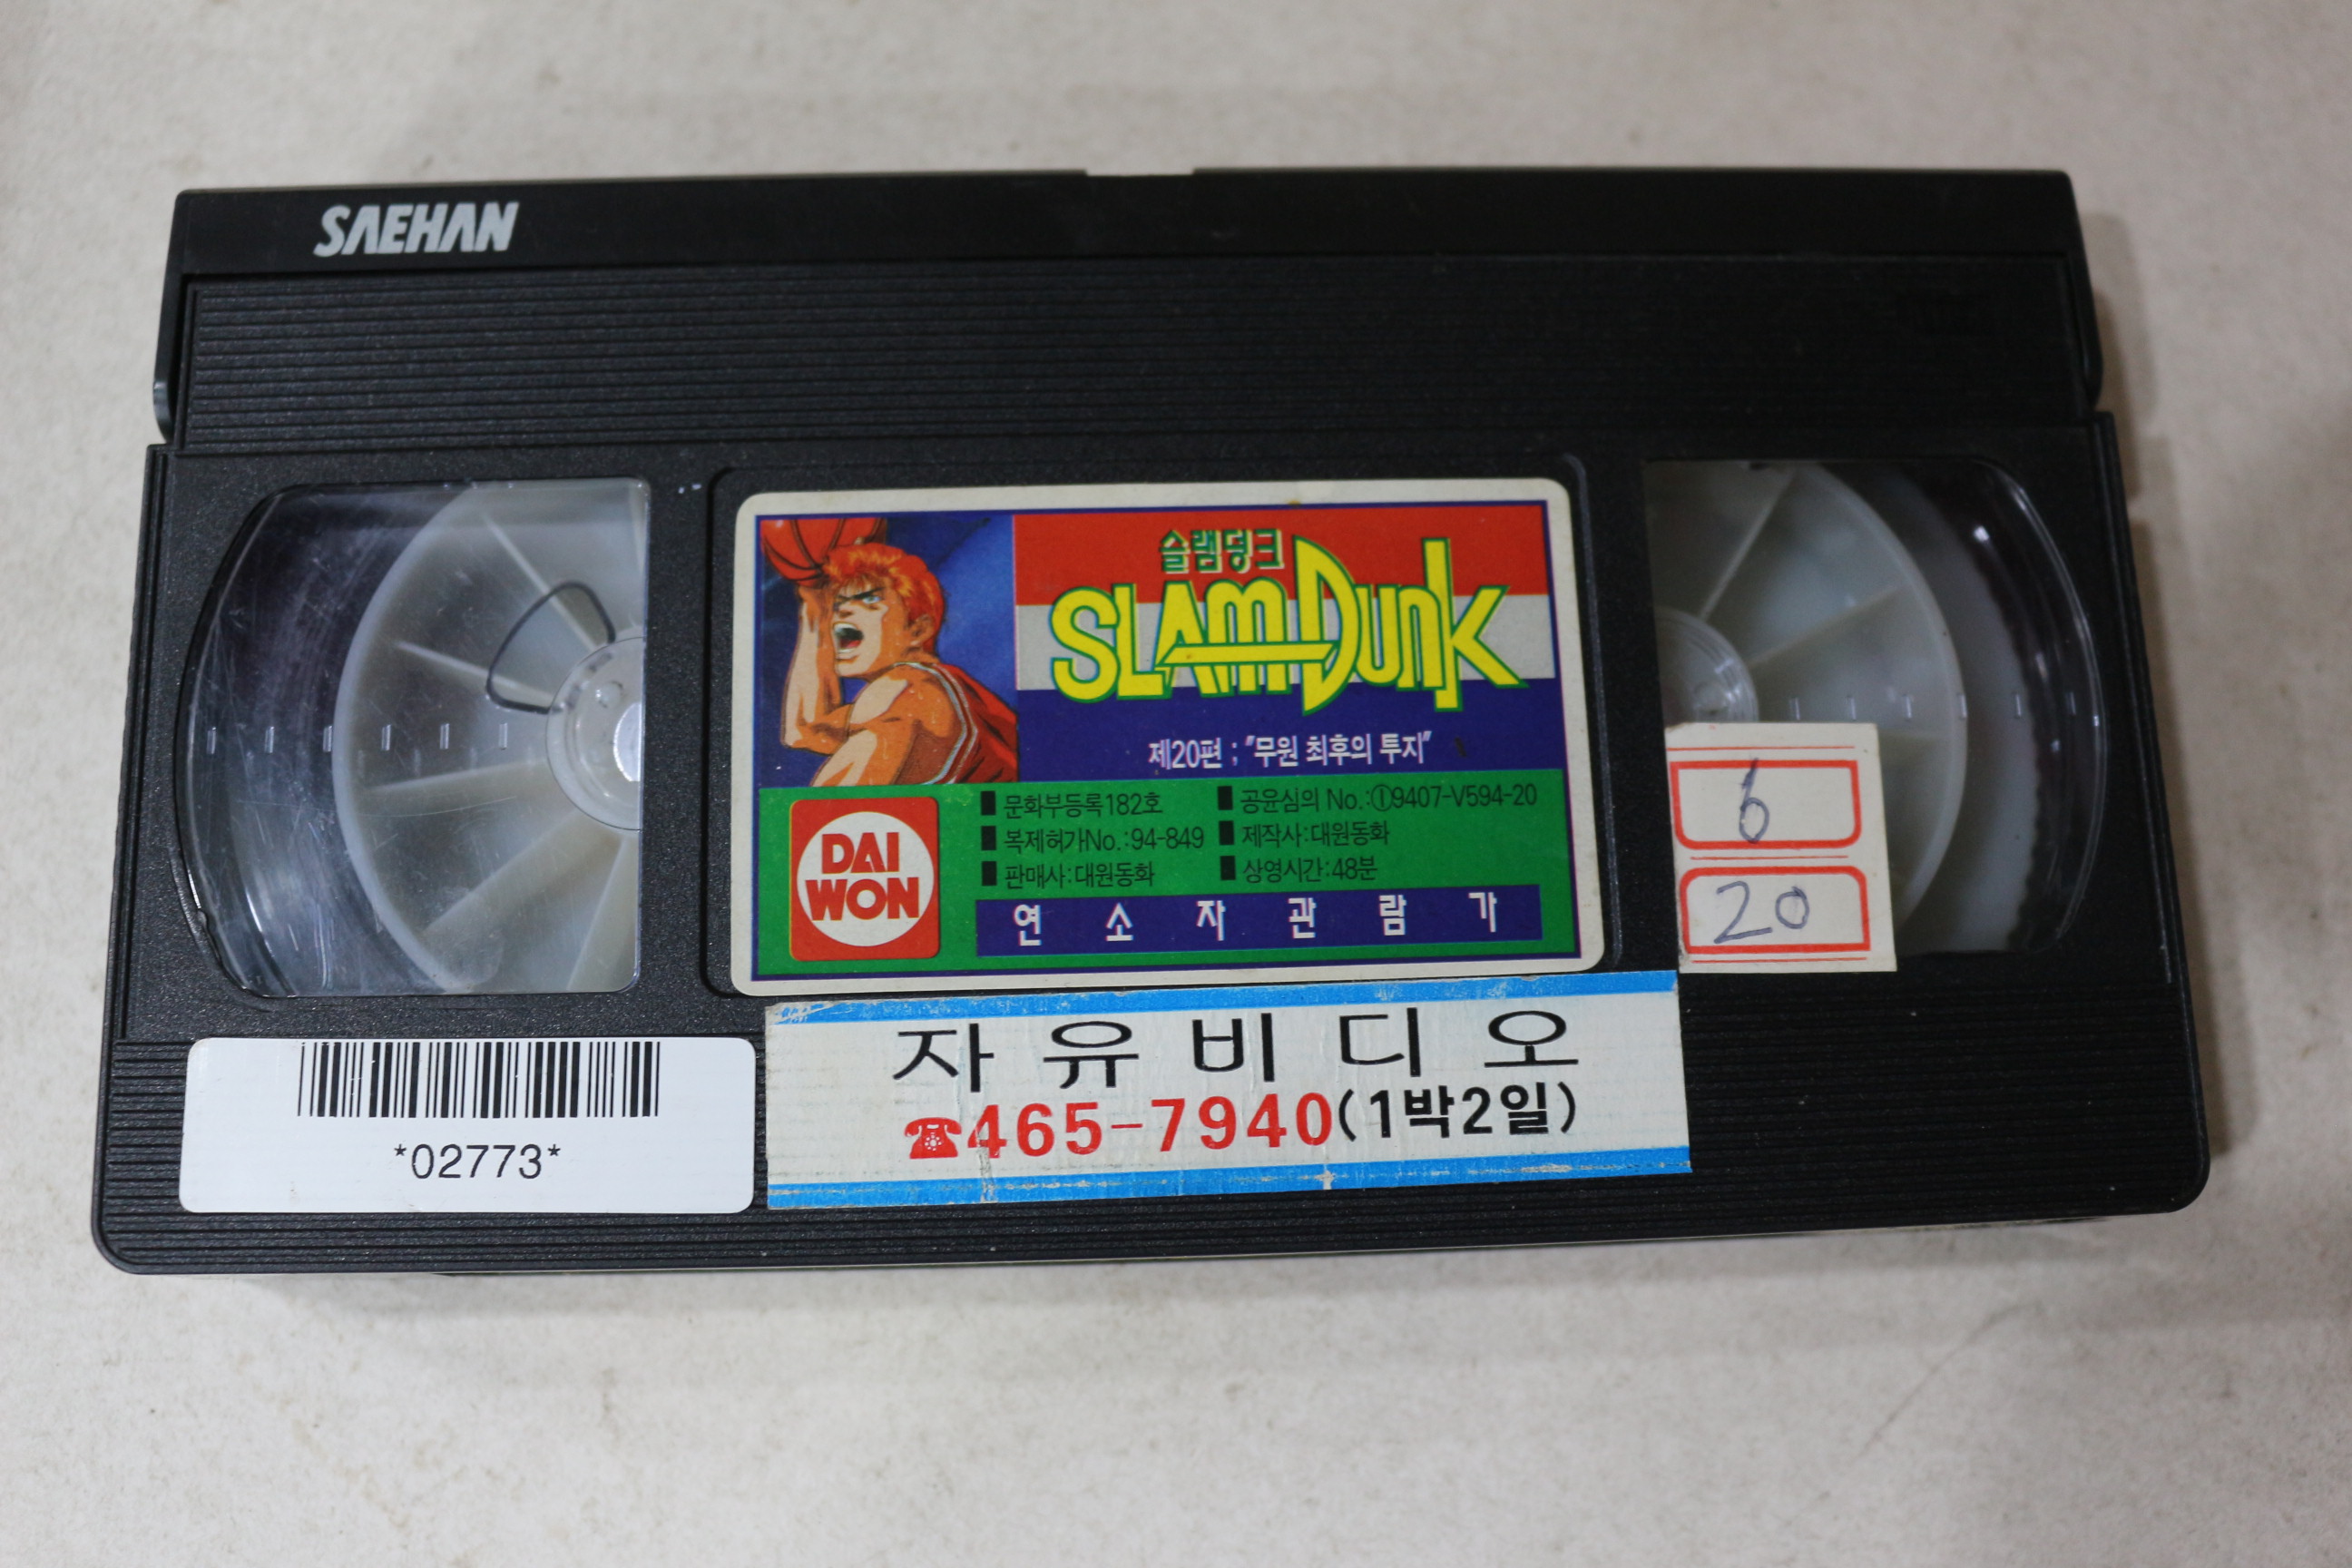 SAEHAN
슬램덩크
SLAM DUNK
제20편 ; "무원 최후의 투지"
DAI
WON
문화부등록182호
공윤심의 No.:①9407-V594-20
복제허가No.:94-849
제작사:대원동화
판매사:대원동화
상영시간:48분
연소자관람가
6
20
자유비디오
☎465-7940(1박2일)
*02773*